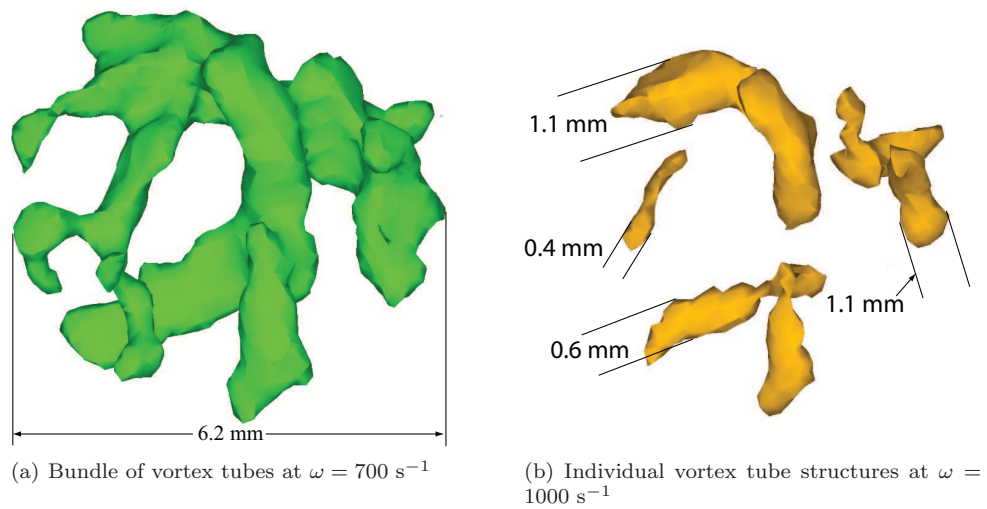 1.1 mm
0.4 mm
0.6 mm
1.1 mm
6.2 mm
(a) Bundle of vortex tubes at ω = 700 s⁻¹
(b) Individual vortex tube structures at ω =
1000 s⁻¹